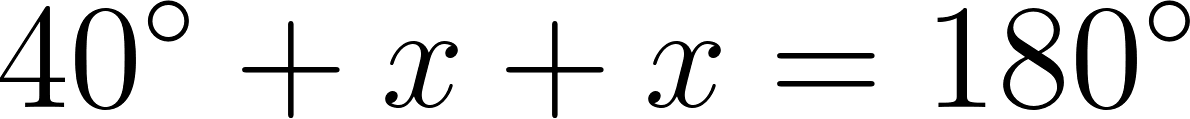 40° + x + x = 180°